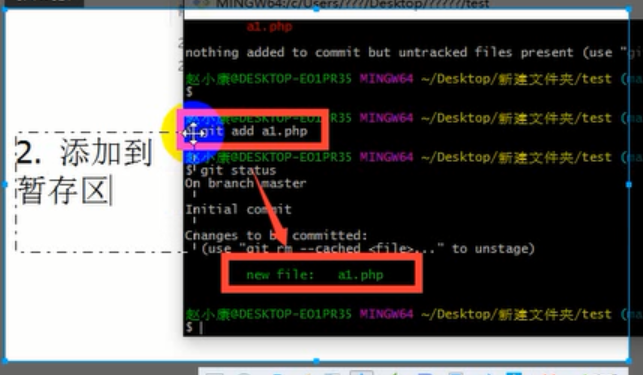 MINGW64:/c/Users/?????/Desktop/??????/test
a1.php
nothing added to commit but untracked files present (use "g
赵小康@DESKTOP-EO1PR35 MINGW64 ~/Desktop/新建文件夹/test (ma
$
赵小康@DESKTOP-EO1PR35 MINGW64 ~/Desktop/新建文件夹/test (ma
git add a1.php
2. 添加到
暂存区
赵小康@DESKTOP-EO1PR35 MINGW64 ~/Desktop/新建文件夹/test (ma
$ git status
On branch master
Initial commit
Changes to be committed:
(use "git rm --cached <file>..." to unstage)
new file: a1.php
赵小康@DESKTOP-EO1PR35 MINGW64 ~/Desktop/新建文件夹/test (ma
$